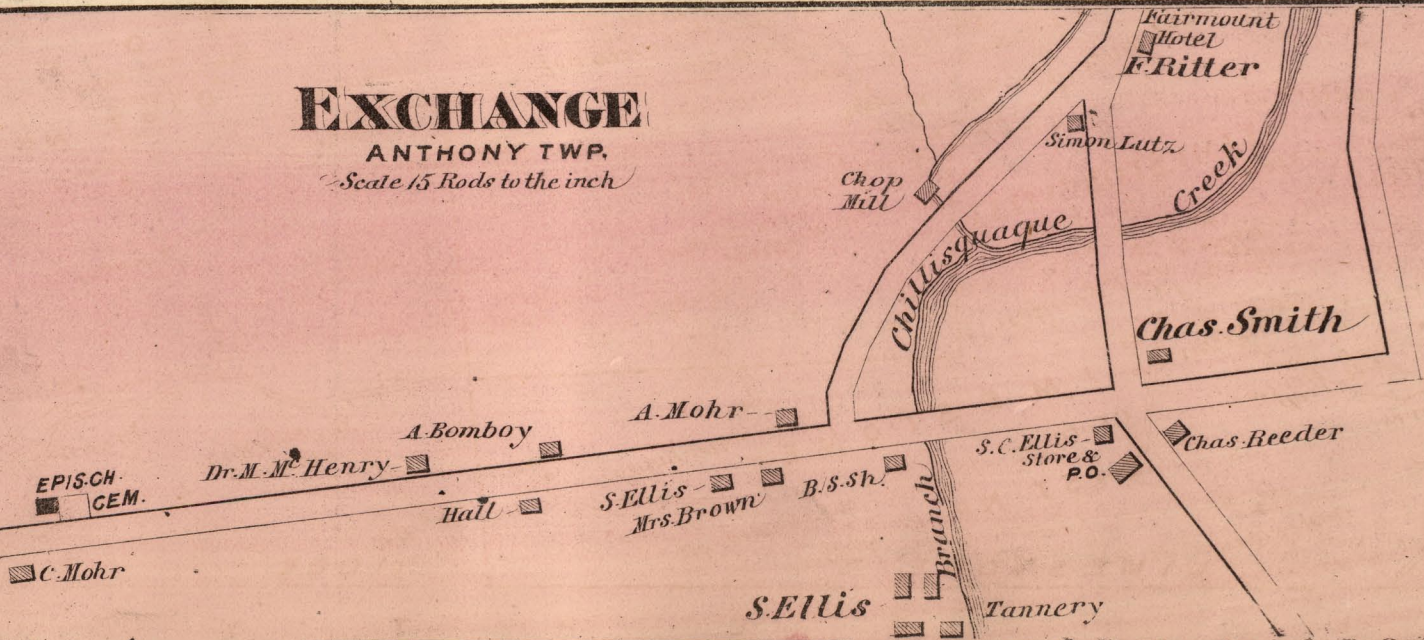 EXCHANGE
ANTHONY TWP.
Scale 15 Rods to the inch
Fairmount
Hotel
F. Ritter
Simon Lutz
Chop
Mill
Chillisquaque
Creek
Chas. Smith
A. Mohr
A. Bomboy
Dr. M. Mc Henry
EPIS. CH.
CEM.
C. Mohr
Hall
S. Ellis
Mrs. Brown
B. S. Sh.
S. C. Ellis
Store &
P.O.
Chas. Reeder
Branch
S. Ellis
Tannery